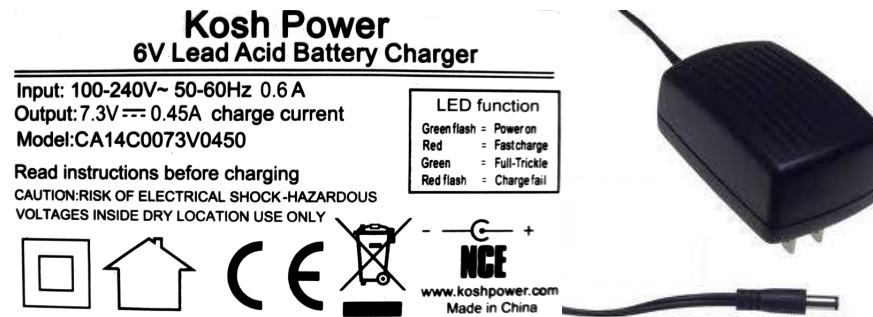 Kosh Power
6V Lead Acid Battery Charger
Input: 100-240V~ 50-60Hz 0.6 A
Output:7.3V⎓ 0.45A charge current
Model:CA14C0073V0450
Read instructions before charging
CAUTION:RISK OF ELECTRICAL SHOCK-HAZARDOUS
VOLTAGES INSIDE DRY LOCATION USE ONLY
LED function
Green flash = Power on
Red = Fast charge
Green = Full-Trickle
Red flash = Charge fail
CE
- +
NCE
www.koshpower.com
Made in China